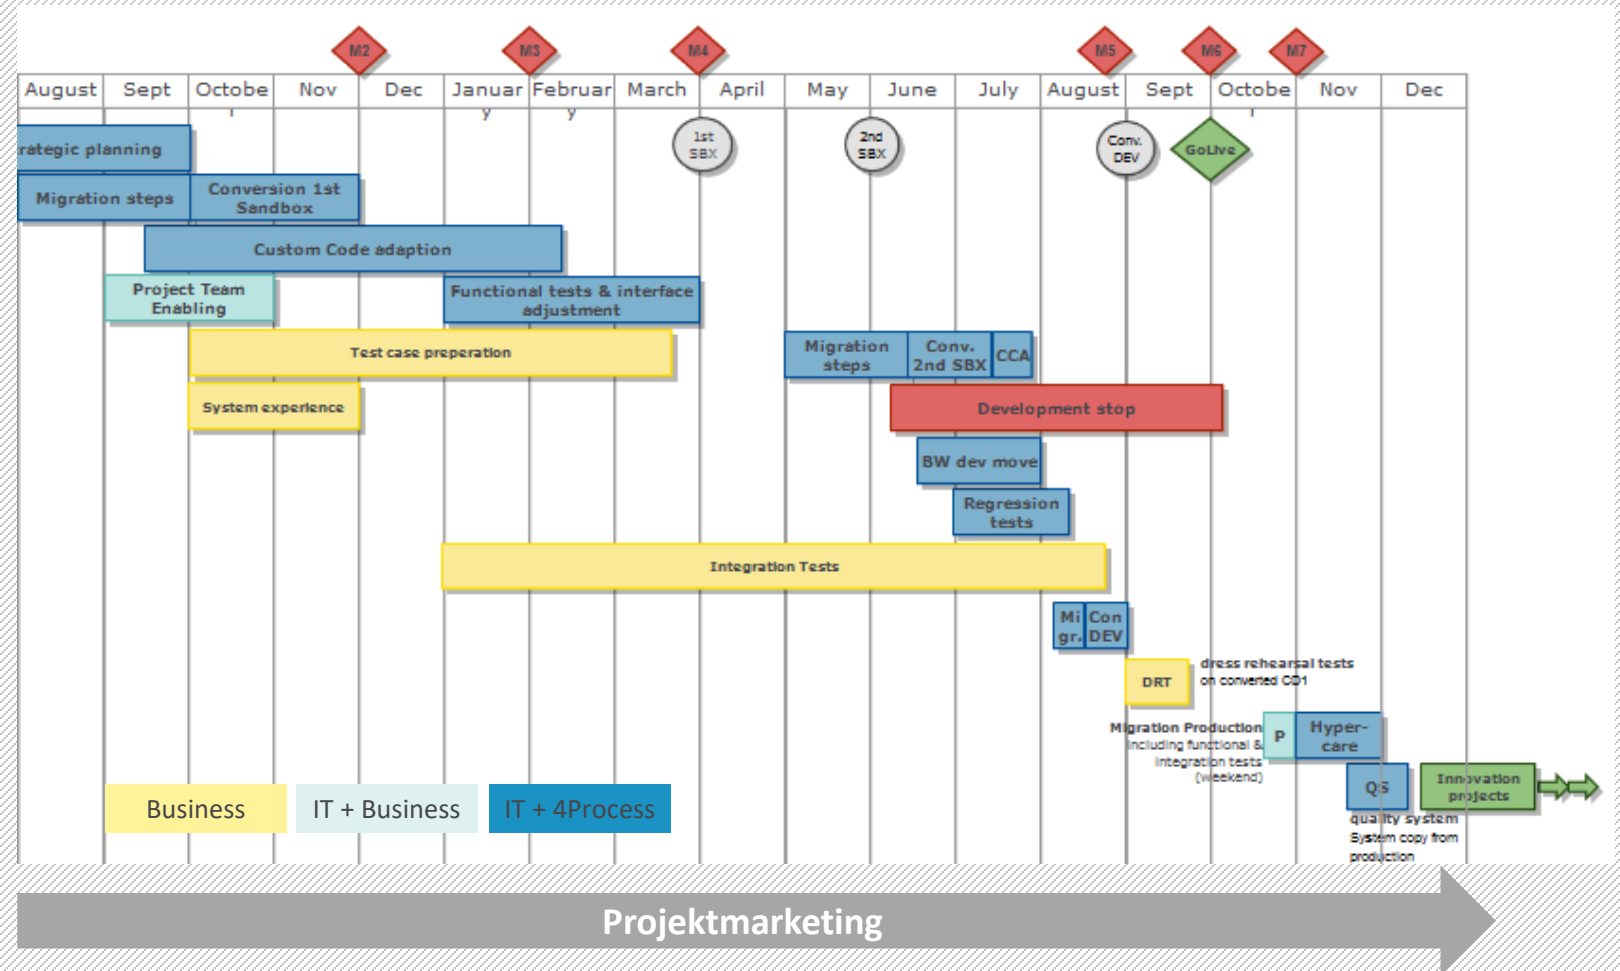 M2
M3
M4
M5
M6
M7
August
Sept
Octobe
r
Nov
Dec
Januar
y
Februar
y
March
April
May
June
July
August
Sept
Octobe
r
Nov
Dec
rategic planning
1st
SBX
2nd
SBX
Conv.
DEV
GoLive
Migration steps
Conversion 1st
Sandbox
Custom Code adaption
Project Team
Enabling
Functional tests & interface
adjustment
Test case preperation
Migration
steps
Conv.
2nd SBX
CCA
System experience
Development stop
BW dev move
Regression
tests
Integration Tests
Mi
gr.
Con
DEV
DRT
dress rehearsal tests
on converted CD1
Migration Production
including functional &
integration tests
(weekend)
P
Hyper-
care
QS
Innovation
projects
quality system
System copy from
production
Business
IT + Business
IT + 4Process
Projektmarketing